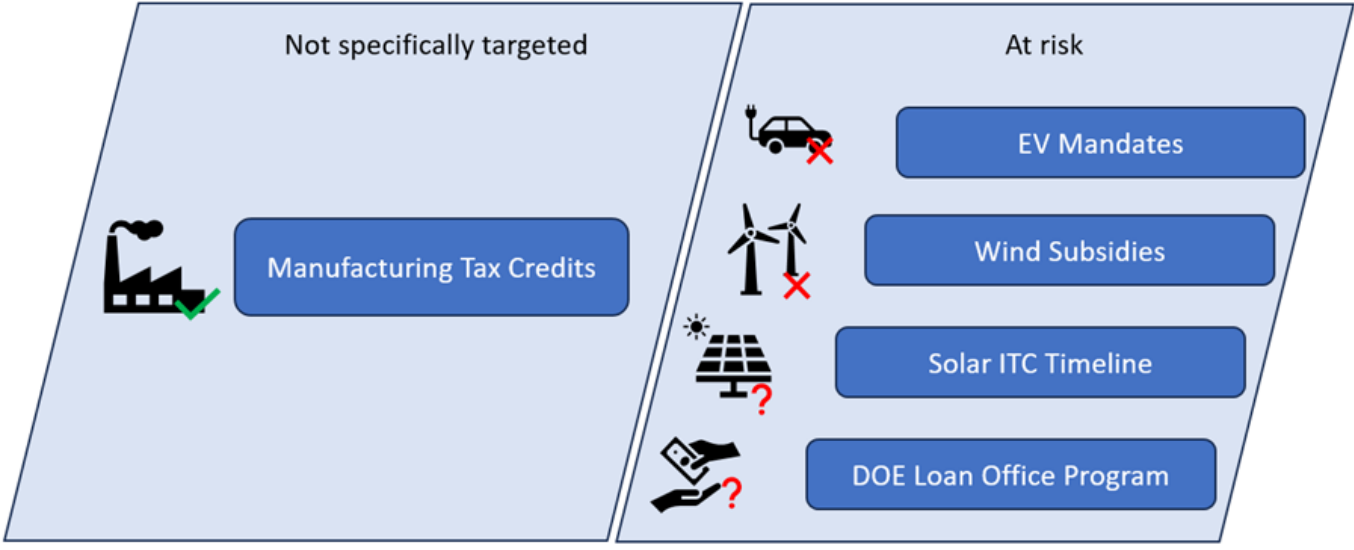 Not specifically targeted
Manufacturing Tax Credits
At risk
EV Mandates
Wind Subsidies
Solar ITC Timeline
?
DOE Loan Office Program
?